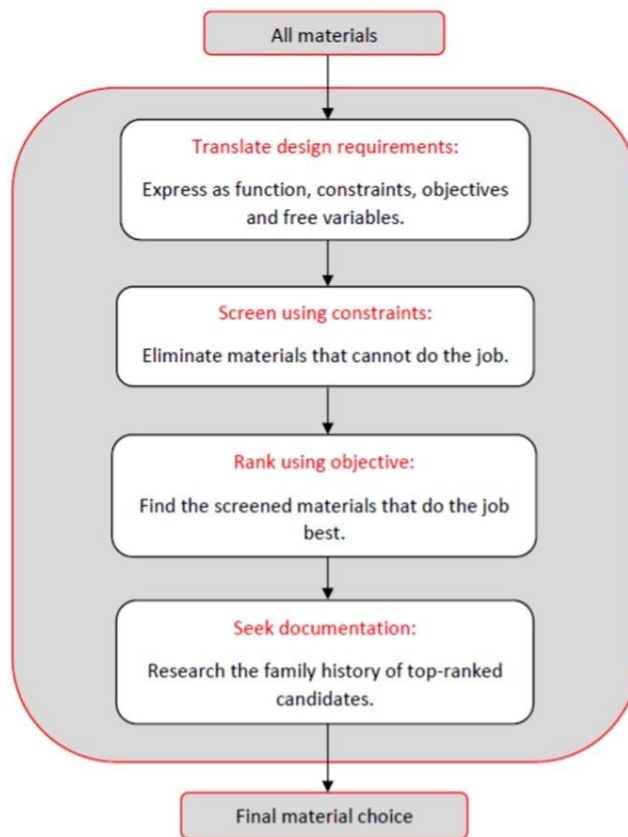 All materials
Translate design requirements:
Express as function, constraints, objectives
and free variables.
Screen using constraints:
Eliminate materials that cannot do the job.
Rank using objective:
Find the screened materials that do the job
best.
Seek documentation:
Research the family history of top-ranked
candidates.
Final material choice